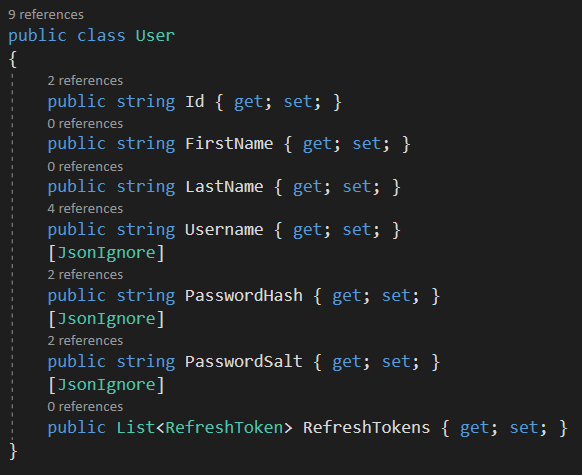 9 references
public class User
{
2 references
public string Id { get; set; }
0 references
public string FirstName { get; set; }
0 references
public string LastName { get; set; }
4 references
public string Username { get; set; }
[JsonIgnore]
2 references
public string PasswordHash { get; set; }
[JsonIgnore]
2 references
public string PasswordSalt { get; set; }
[JsonIgnore]
0 references
public List<RefreshToken> RefreshTokens { get; set; }
}